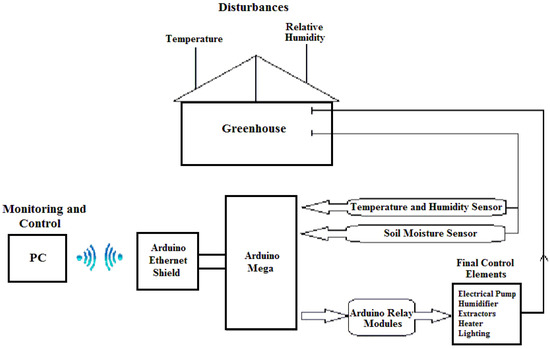 Disturbances
Temperature
Relative
Humidity
Greenhouse
Temperature and Humidity Sensor
Soil Moisture Sensor
Monitoring and
Control
PC
Arduino
Ethernet
Shield
Arduino
Mega
Arduino Relay
Modules
Final Control
Elements
Electrical Pump
Humidifier
Extractors
Heater
Lighting